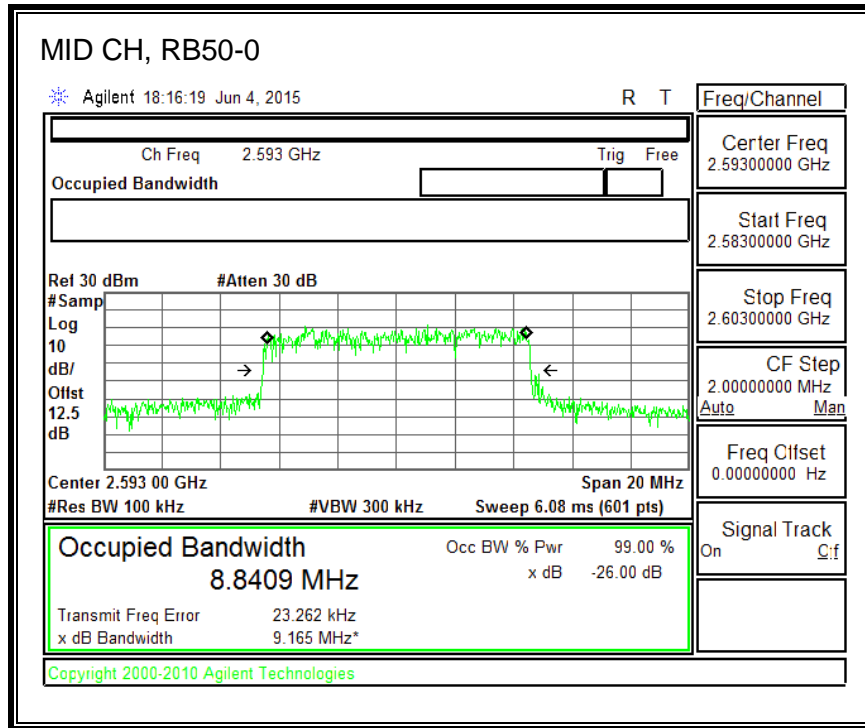 MID CH, RB50-0
Agilent 18:16:19 Jun 4, 2015 R T
Freq/Channel
Ch Freq 2.593 GHz Trig Free
Occupied Bandwidth
Center Freq
2.59300000 GHz
Start Freq
2.58300000 GHz
Stop Freq
2.60300000 GHz
CF Step
2.00000000 MHz
Auto Man
Freq Offset
0.00000000 Hz
Signal Track
On Off
Ref 30 dBm #Atten 30 dB
#Samp
Log
10
dB/
Offst
12.5
dB
Center 2.593 00 GHz Span 20 MHz
#Res BW 100 kHz #VBW 300 kHz Sweep 6.08 ms (601 pts)
Occupied Bandwidth Occ BW % Pwr 99.00 %
8.8409 MHz x dB -26.00 dB
Transmit Freq Error 23.262 kHz
x dB Bandwidth 9.165 MHz*
Copyright 2000-2010 Agilent Technologies